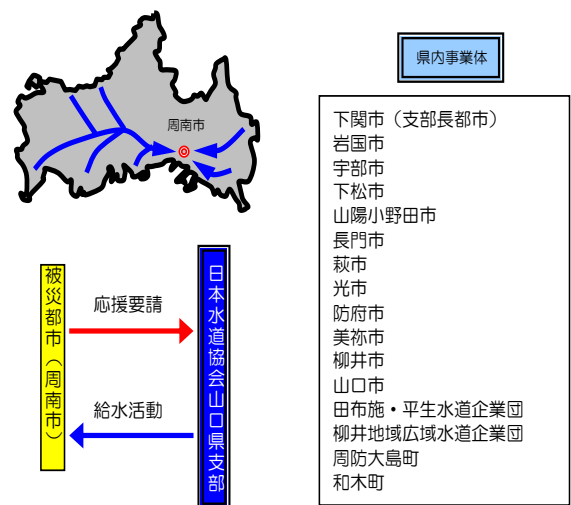 周南市
被災都市（周南市）
応援要請
給水活動
日本水道協会山口県支部
県内事業体
下関市（支部長都市）
岩国市
宇部市
下松市
山陽小野田市
長門市
萩市
光市
防府市
美祢市
柳井市
山口市
田布施・平生水道企業団
柳井地域広域水道企業団
周防大島町
和木町